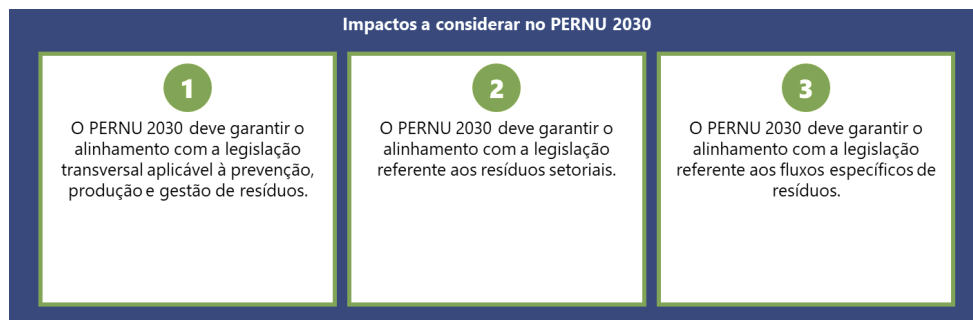 Impactos a considerar no PERNU 2030
1
O PERNU 2030 deve garantir o
alinhamento com a legislação
transversal aplicável à prevenção,
produção e gestão de resíduos.
2
O PERNU 2030 deve garantir o
alinhamento com a legislação
referente aos resíduos setoriais.
3
O PERNU 2030 deve garantir o
alinhamento com a legislação
referente aos fluxos específicos de
resíduos.